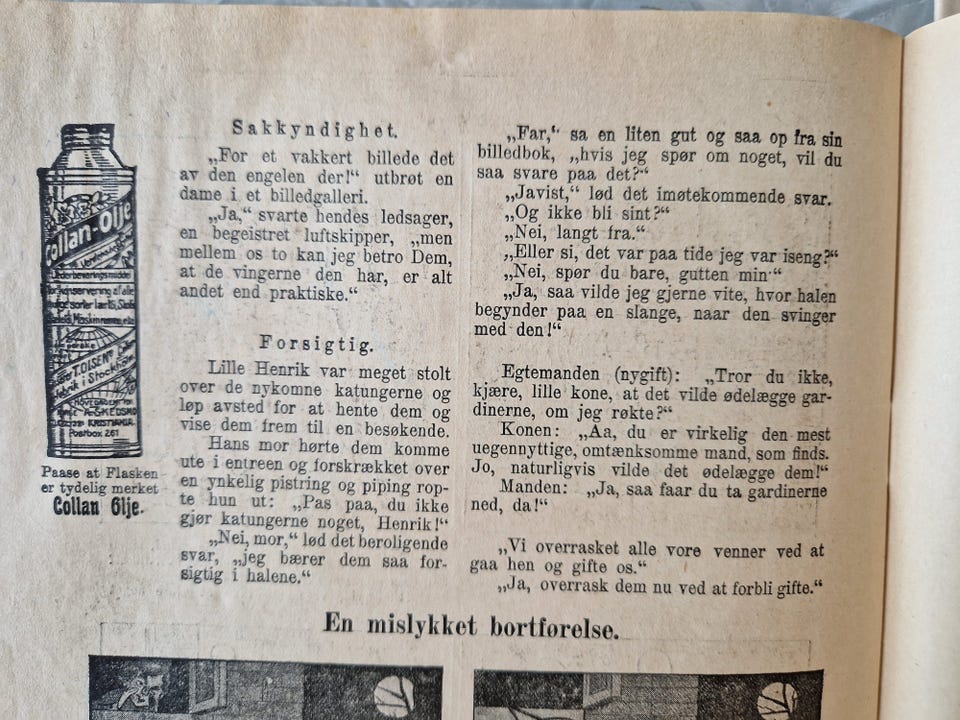 Collan-Olje
T. OLSENs
fabrik i Stockholm
KRISTIANIA
Postbox 261
Paase at Flasken
er tydelig merket
Collan Olje.
Sakkyndighet.
„For et vakkert billede det
av den engelen der!“ utbrøt en
dame i et billedgalleri.
„Ja,“ svarte hendes ledsager,
en begeistret luftskipper, „men
mellem os to kan jeg betro Dem,
at de vingerne den har, er alt
andet end praktiske.“
Forsigtig.
Lille Henrik var meget stolt
over de nykomne katungerne og
løp avsted for at hente dem og
vise dem frem til en besøkende.
Hans mor hørte dem komme
ute i entreen og forskrækket over
en ynkelig pistring og piping rop-
te hun ut: „Pas paa, du ikke
gjør katungerne noget, Henrik!“
„Nei, mor,“ lød det beroligende
svar, „jeg bærer dem saa for-
sigtig i halene.“
„Far,“ sa en liten gut og saa op fra sin
billedbok, „hvis jeg spør om noget, vil du
saa svare paa det?“
„Javist,“ lød det imøtekommende svar.
„Og ikke bli sint?“
„Nei, langt fra.“
„Eller si, det var paa tide jeg var iseng?“
„Nei, spør du bare, gutten min“
„Ja, saa vilde jeg gjerne vite, hvor halen
begynder paa en slange, naar den svinger
med den!“
Egtemanden (nygift): „Tror du ikke,
kjære, lille kone, at det vilde ødelægge gar-
dinerne, om jeg røkte?“
Konen: „Aa, du er virkelig den mest
uegennyttige, omtænksomme mand, som finds.
Jo, naturligvis vilde det ødelægge dem!“
Manden: „Ja, saa faar du ta gardinerne
ned, da!“
„Vi overrasket alle vore venner ved at
gaa hen og gifte os.“
„Ja, overrask dem nu ved at forbli gifte.“
En mislykket bortførelse.